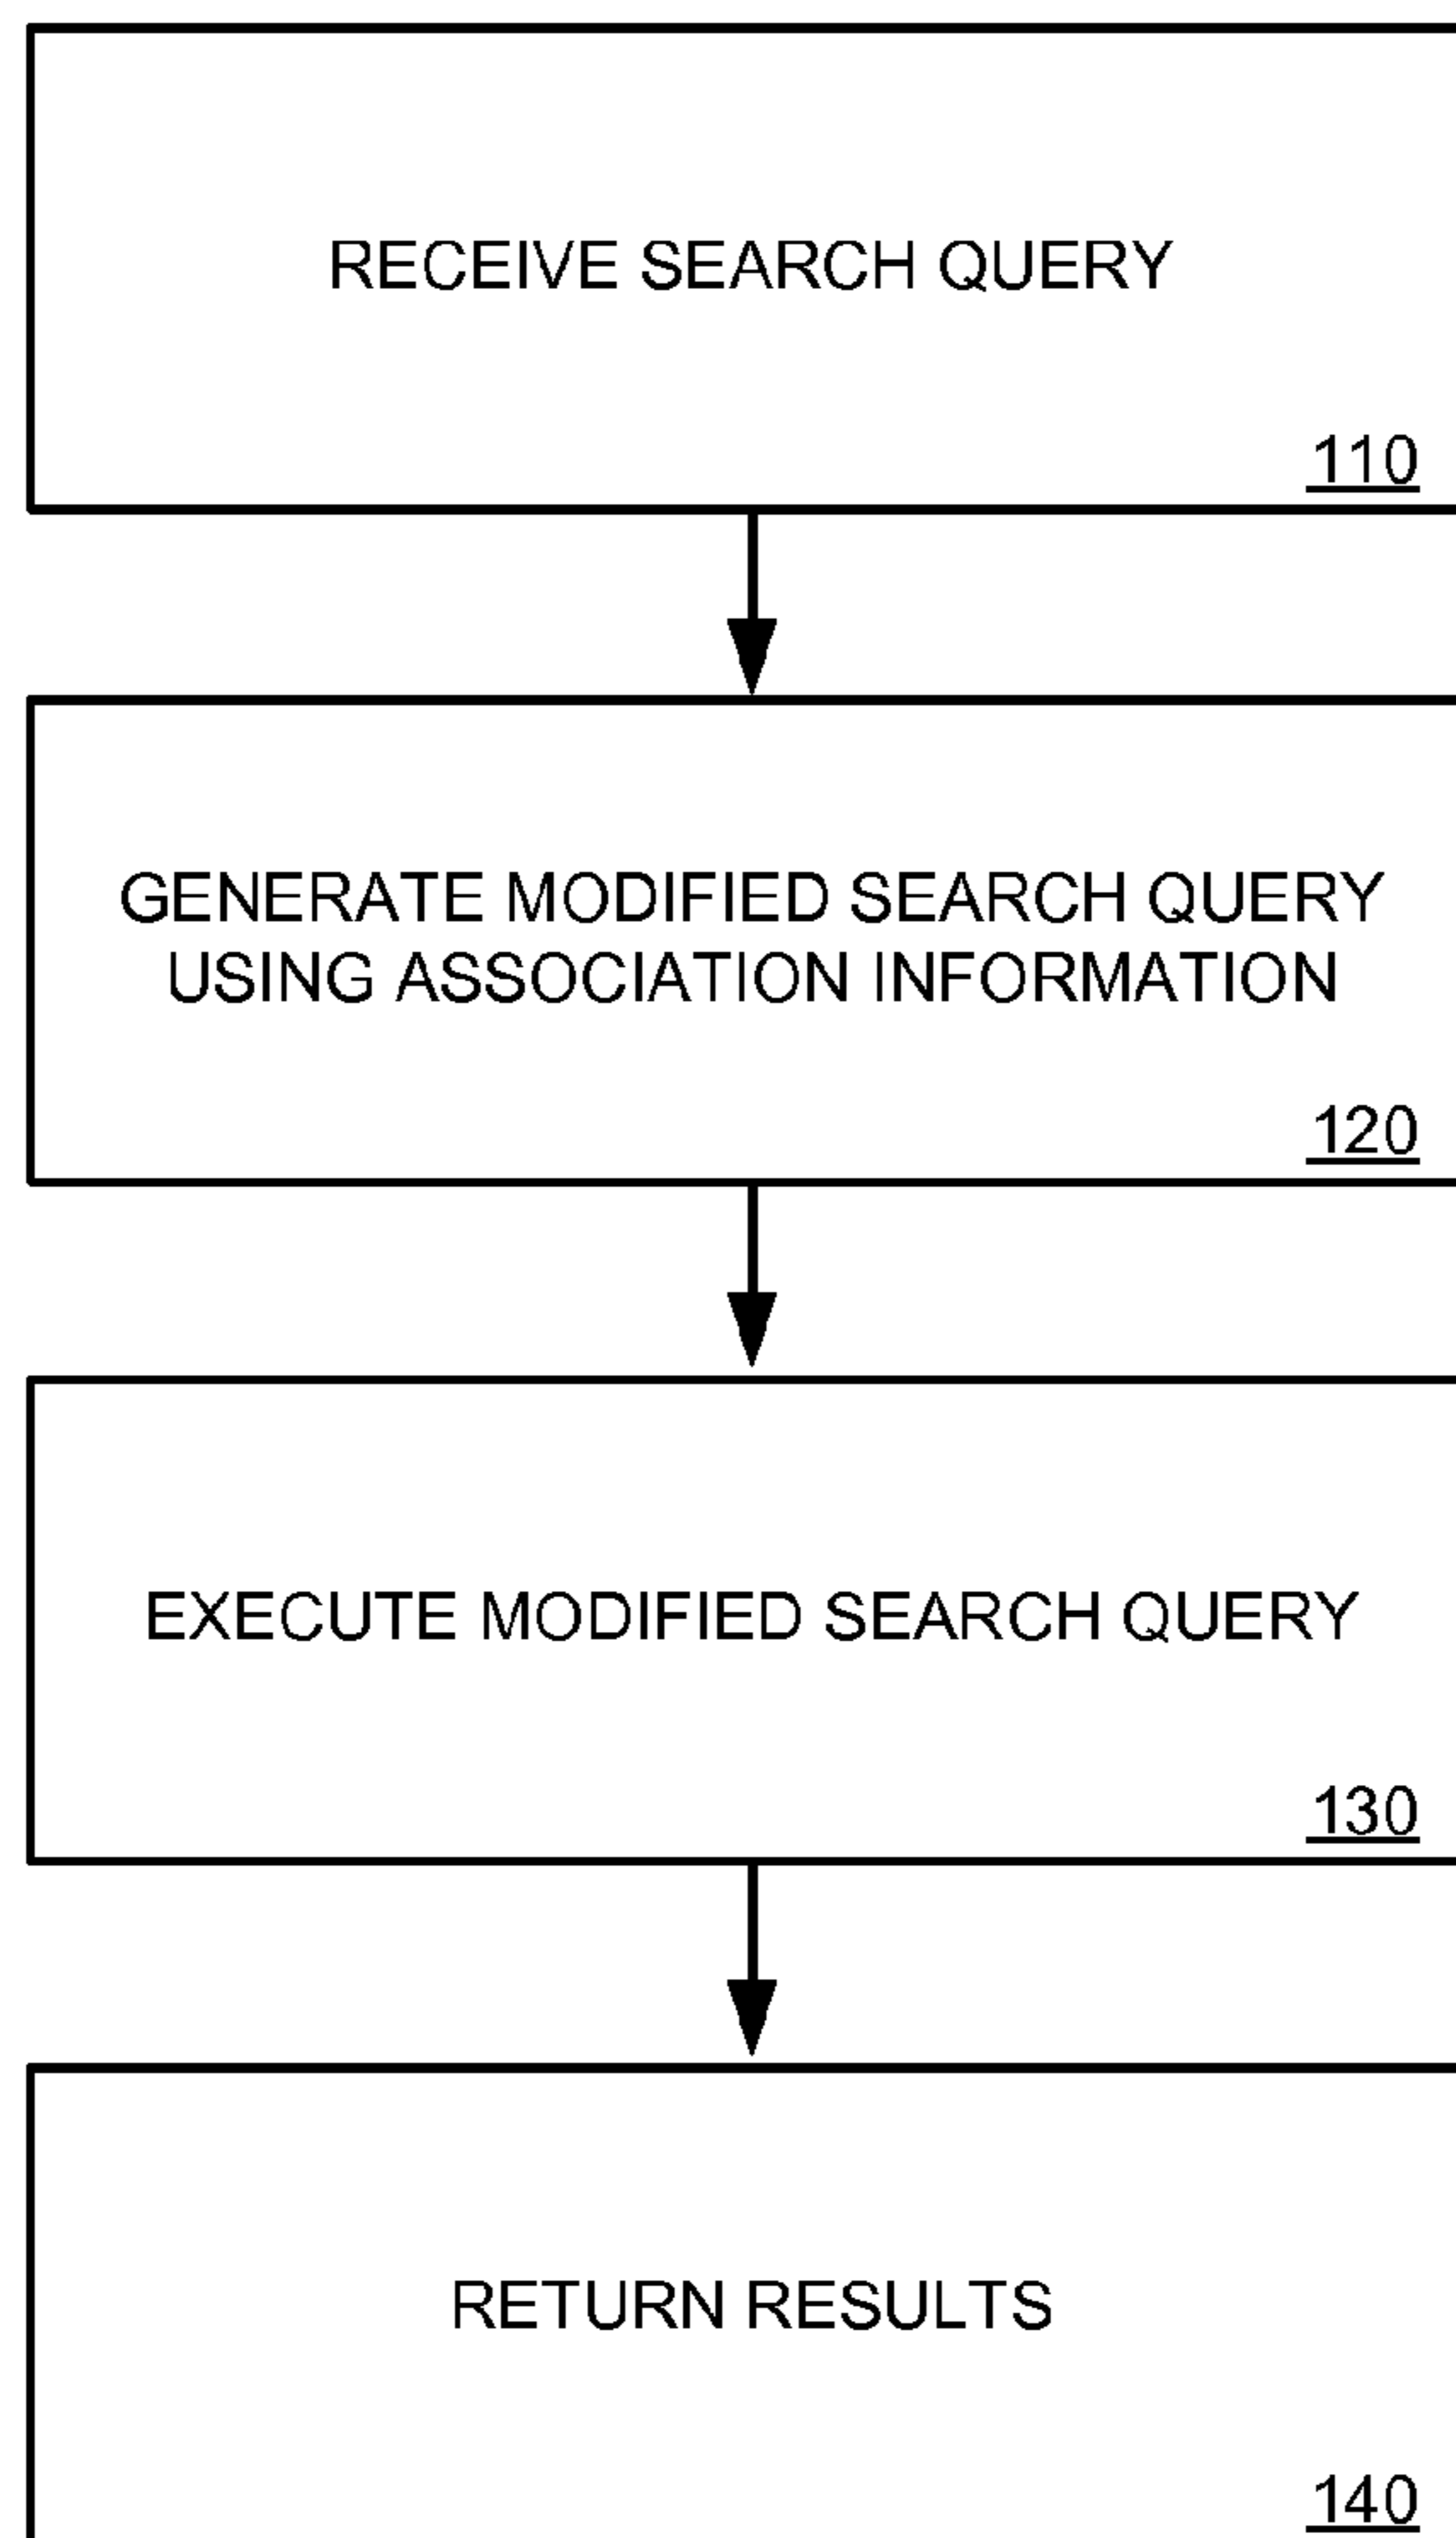 RECEIVE SEARCH QUERY
110
GENERATE MODIFIED SEARCH QUERY
USING ASSOCIATION INFORMATION
120
EXECUTE MODIFIED SEARCH QUERY
130
RETURN RESULTS
140